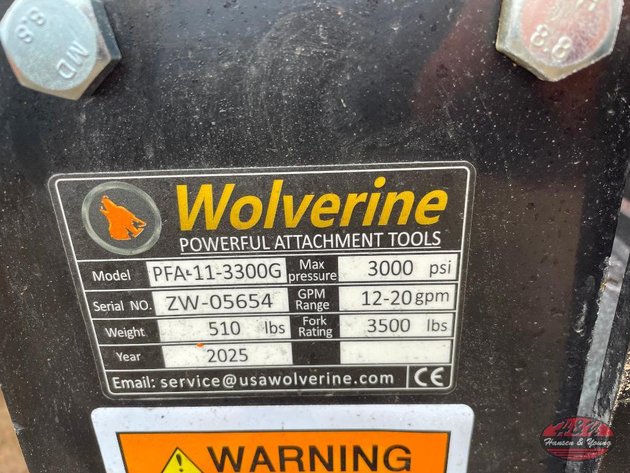 8.8
MD
8.8
Wolverine
POWERFUL ATTACHMENT TOOLS
Model PFA-11-3300G Max pressure 3000 psi
Serial NO. ZW-05654 GPM Range 12-20 gpm
Weight 510 lbs Fork Rating 3500 lbs
Year 2025
Email: service@usawolverine.com CE
WARNING
H&Y
Hansen & Young